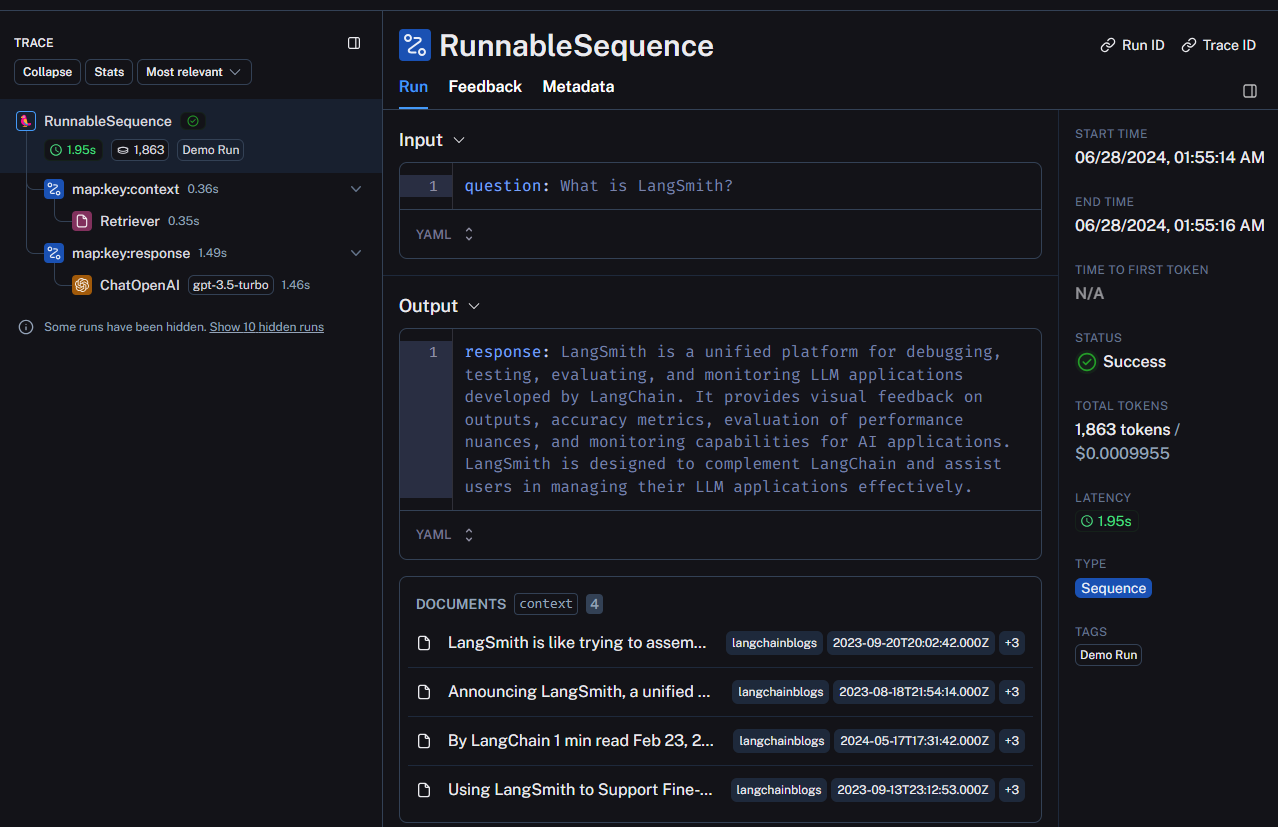 TRACE
Collapse Stats Most relevant
RunnableSequence
1.95s 1,863 Demo Run
map:key:context 0.36s
Retriever 0.35s
map:key:response 1.49s
ChatOpenAI gpt-3.5-turbo 1.46s
Some runs have been hidden. Show 10 hidden runs
RunnableSequence
Run ID Trace ID
Run Feedback Metadata
Input
1 question: What is LangSmith?
YAML
Output
1 response: LangSmith is a unified platform for debugging,
testing, evaluating, and monitoring LLM applications
developed by LangChain. It provides visual feedback on
outputs, accuracy metrics, evaluation of performance
nuances, and monitoring capabilities for AI applications.
LangSmith is designed to complement LangChain and assist
users in managing their LLM applications effectively.
YAML
DOCUMENTS context 4
LangSmith is like trying to assem... langchainblogs 2023-09-20T20:02:42.000Z +3
Announcing LangSmith, a unified ... langchainblogs 2023-08-18T21:54:14.000Z +3
By LangChain 1 min read Feb 23, 2... langchainblogs 2024-05-17T17:31:42.000Z +3
Using LangSmith to Support Fine-... langchainblogs 2023-09-13T23:12:53.000Z +3
START TIME
06/28/2024, 01:55:14 AM
END TIME
06/28/2024, 01:55:16 AM
TIME TO FIRST TOKEN
N/A
STATUS
Success
TOTAL TOKENS
1,863 tokens /
$0.0009955
LATENCY
1.95s
TYPE
Sequence
TAGS
Demo Run